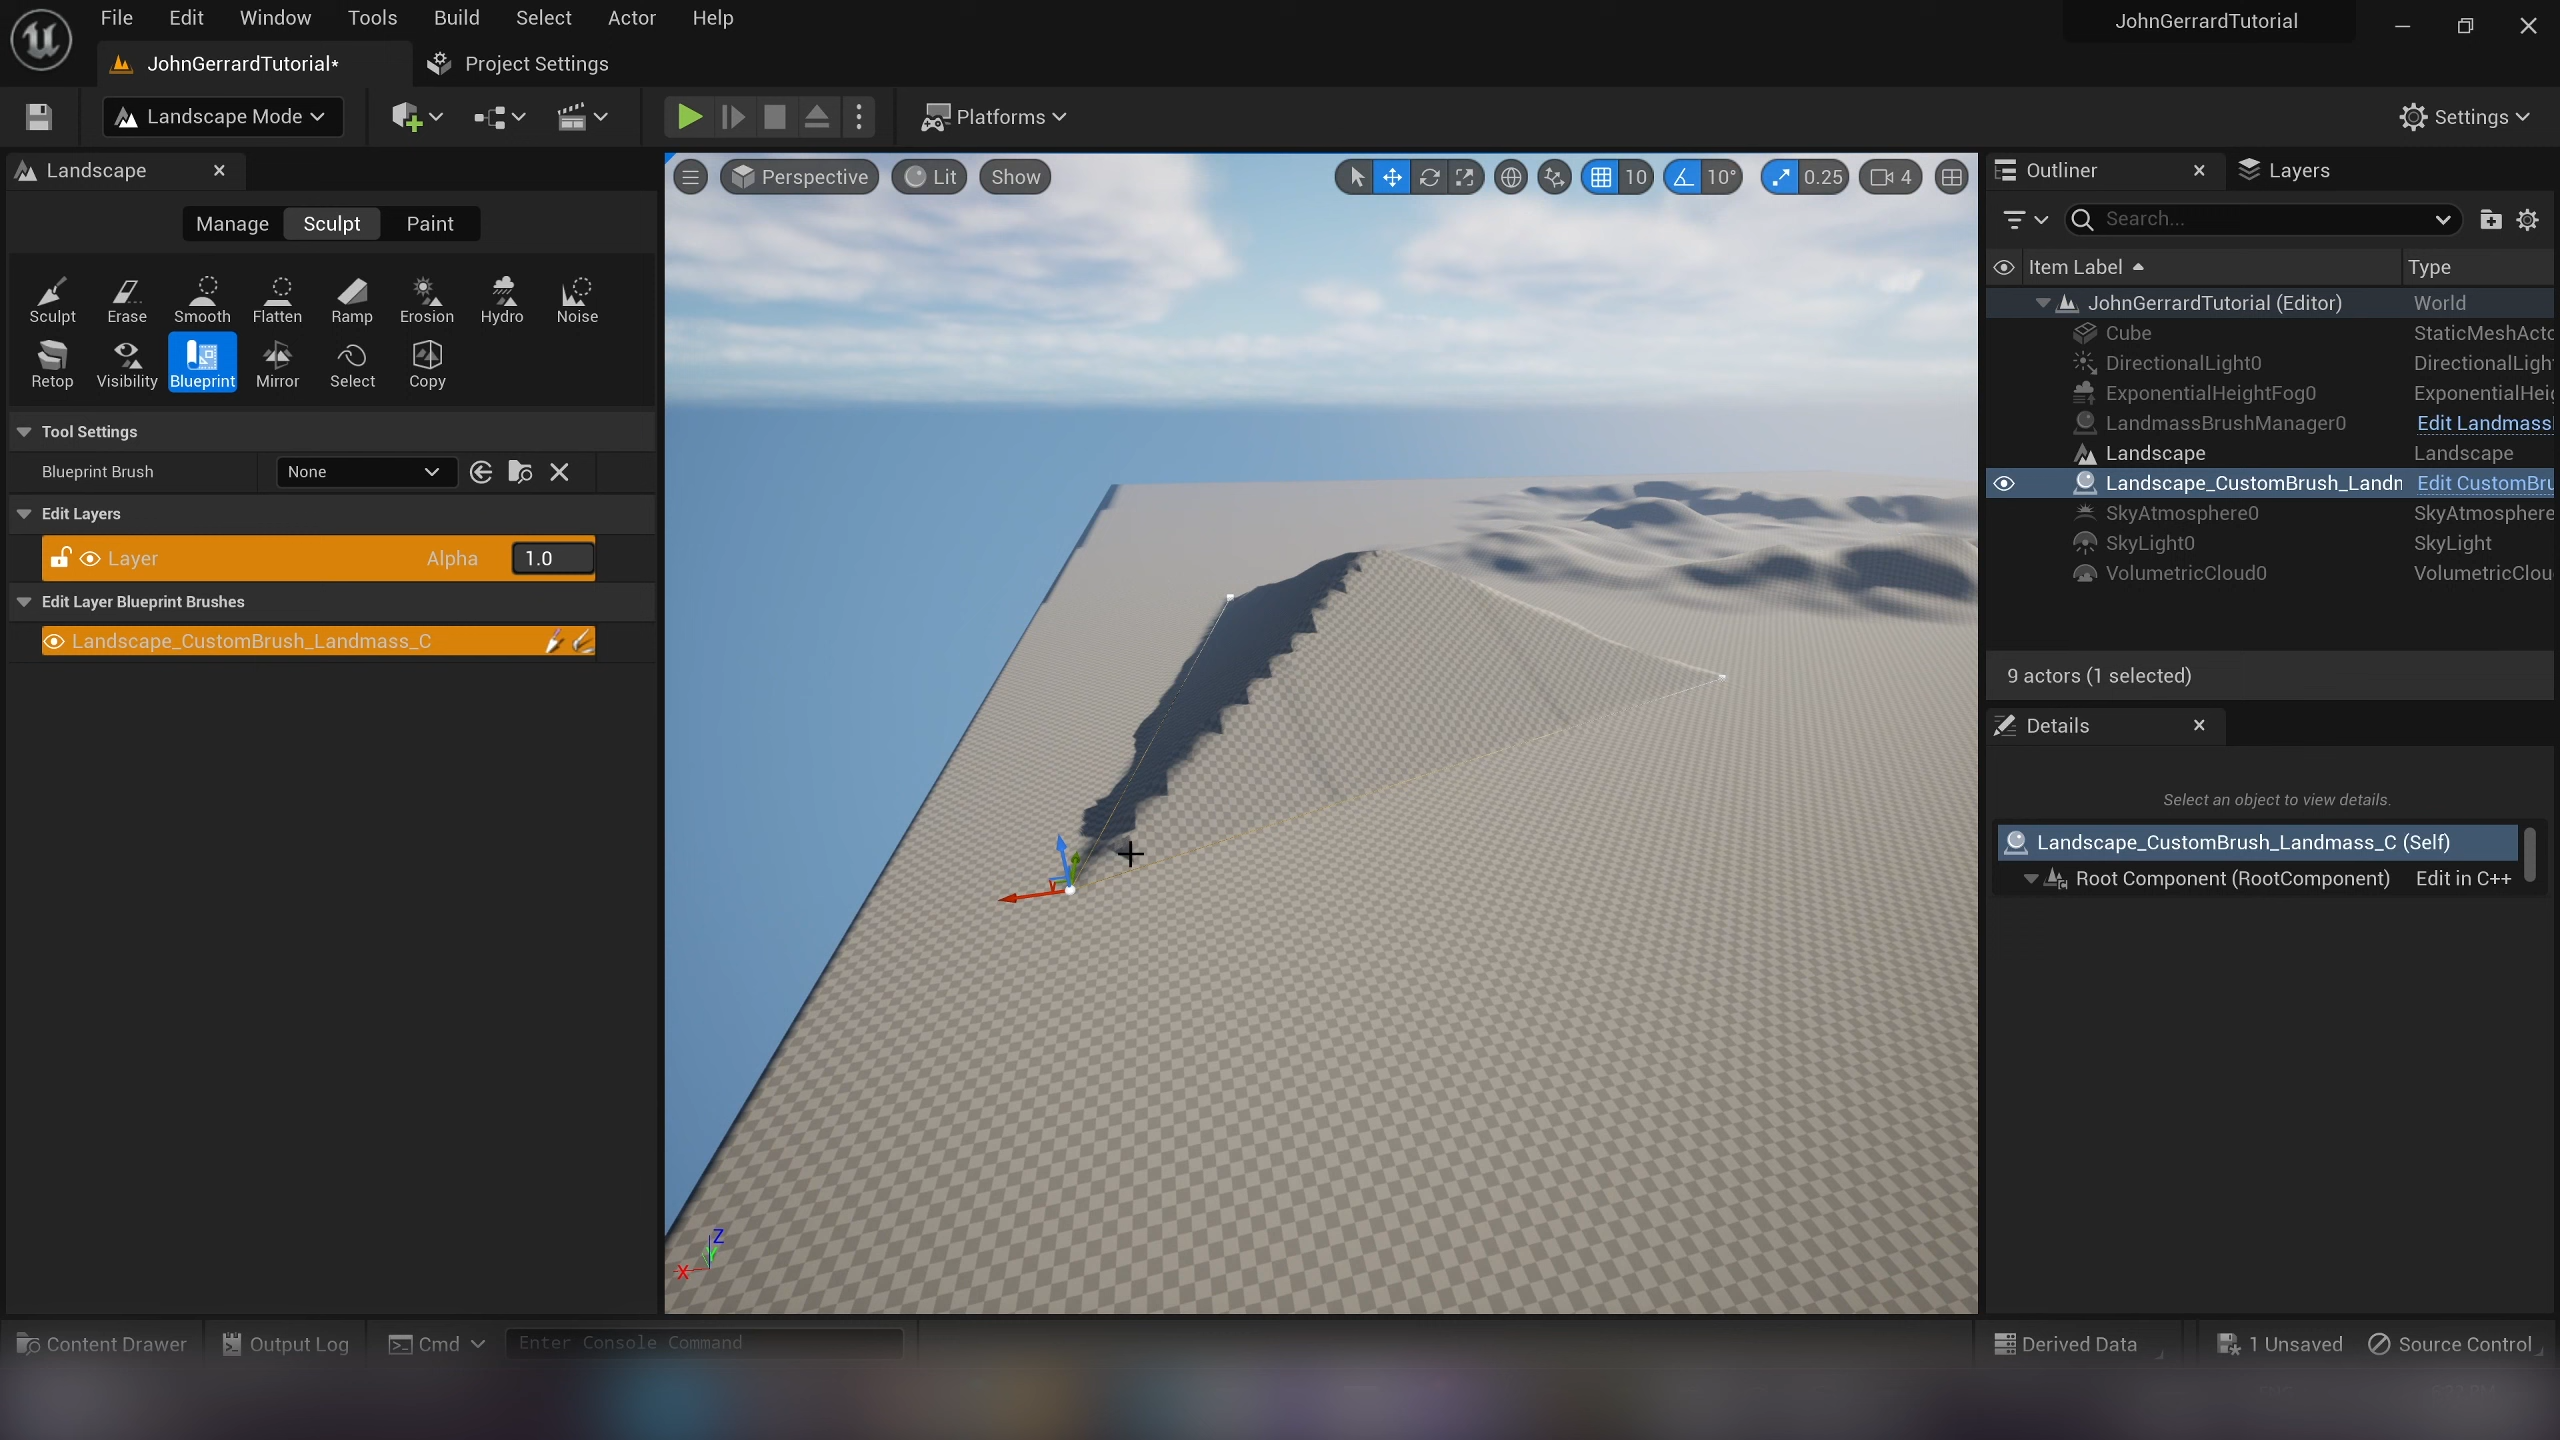 File Edit Window Tools Build Select Actor Help
JohnGerrardTutorial
JohnGerrardTutorial* Project Settings
Landscape Mode Platforms Settings
Landscape
Manage Sculpt Paint
Sculpt Erase Smooth Flatten Ramp Erosion Hydro Noise
Retop Visibility Blueprint Mirror Select Copy
Tool Settings
Blueprint Brush None
Edit Layers
Layer Alpha 1.0
Edit Layer Blueprint Brushes
Landscape_CustomBrush_Landmass_C
Perspective Lit Show 10 10° 0.25 4
Z
Y
X
Outliner Layers
Search...
Item Label Type
JohnGerrardTutorial (Editor) World
Cube StaticMeshActo
DirectionalLight0 DirectionalLigh
ExponentialHeightFog0 ExponentialHei
LandmassBrushManager0 Edit Landmass
Landscape Landscape
Landscape_CustomBrush_Landm Edit CustomBru
SkyAtmosphere0 SkyAtmosphere
SkyLight0 SkyLight
VolumetricCloud0 VolumetricClou
9 actors (1 selected)
Details
Select an object to view details.
Landscape_CustomBrush_Landmass_C (Self)
Root Component (RootComponent) Edit in C++
Content Drawer Output Log Cmd Enter Console Command Derived Data 1 Unsaved Source Control